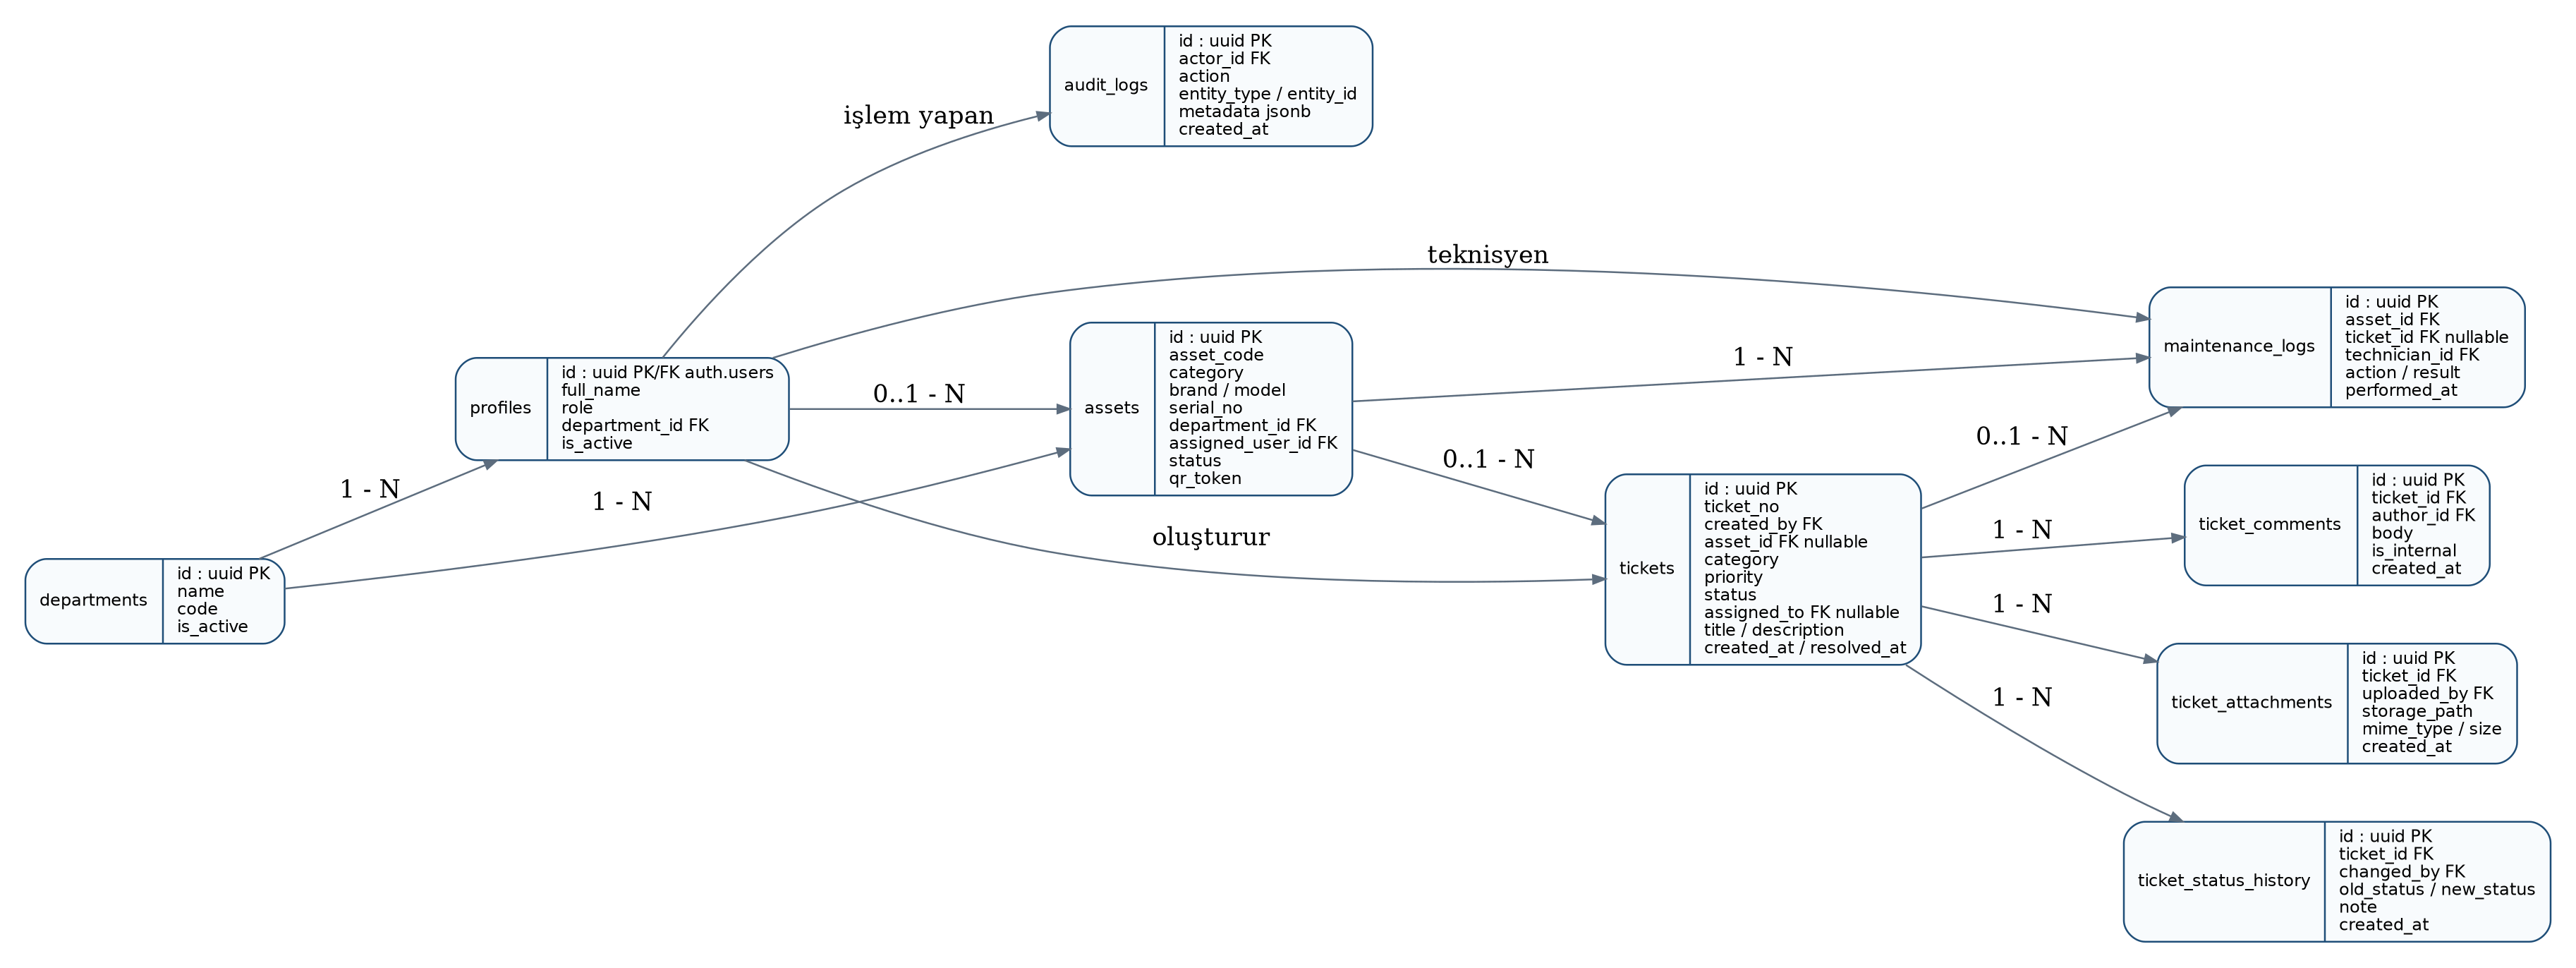 audit_logs
id : uuid PK
actor_id FK
action
entity_type / entity_id
metadata jsonb
created_at
işlem yapan
teknisyen
maintenance_logs
id : uuid PK
asset_id FK
ticket_id FK nullable
technician_id FK
action / result
performed_at
profiles
id : uuid PK/FK auth.users
full_name
role
department_id FK
is_active
0..1 - N
assets
id : uuid PK
asset_code
category
brand / model
serial_no
department_id FK
assigned_user_id FK
status
qr_token
1 - N
0..1 - N
0..1 - N
1 - N
1 - N
oluşturur
departments
id : uuid PK
name
code
is_active
tickets
id : uuid PK
ticket_no
created_by FK
asset_id FK nullable
category
priority
status
assigned_to FK nullable
title / description
created_at / resolved_at
1 - N
1 - N
1 - N
ticket_comments
id : uuid PK
ticket_id FK
author_id FK
body
is_internal
created_at
ticket_attachments
id : uuid PK
ticket_id FK
uploaded_by FK
storage_path
mime_type / size
created_at
ticket_status_history
id : uuid PK
ticket_id FK
changed_by FK
old_status / new_status
note
created_at